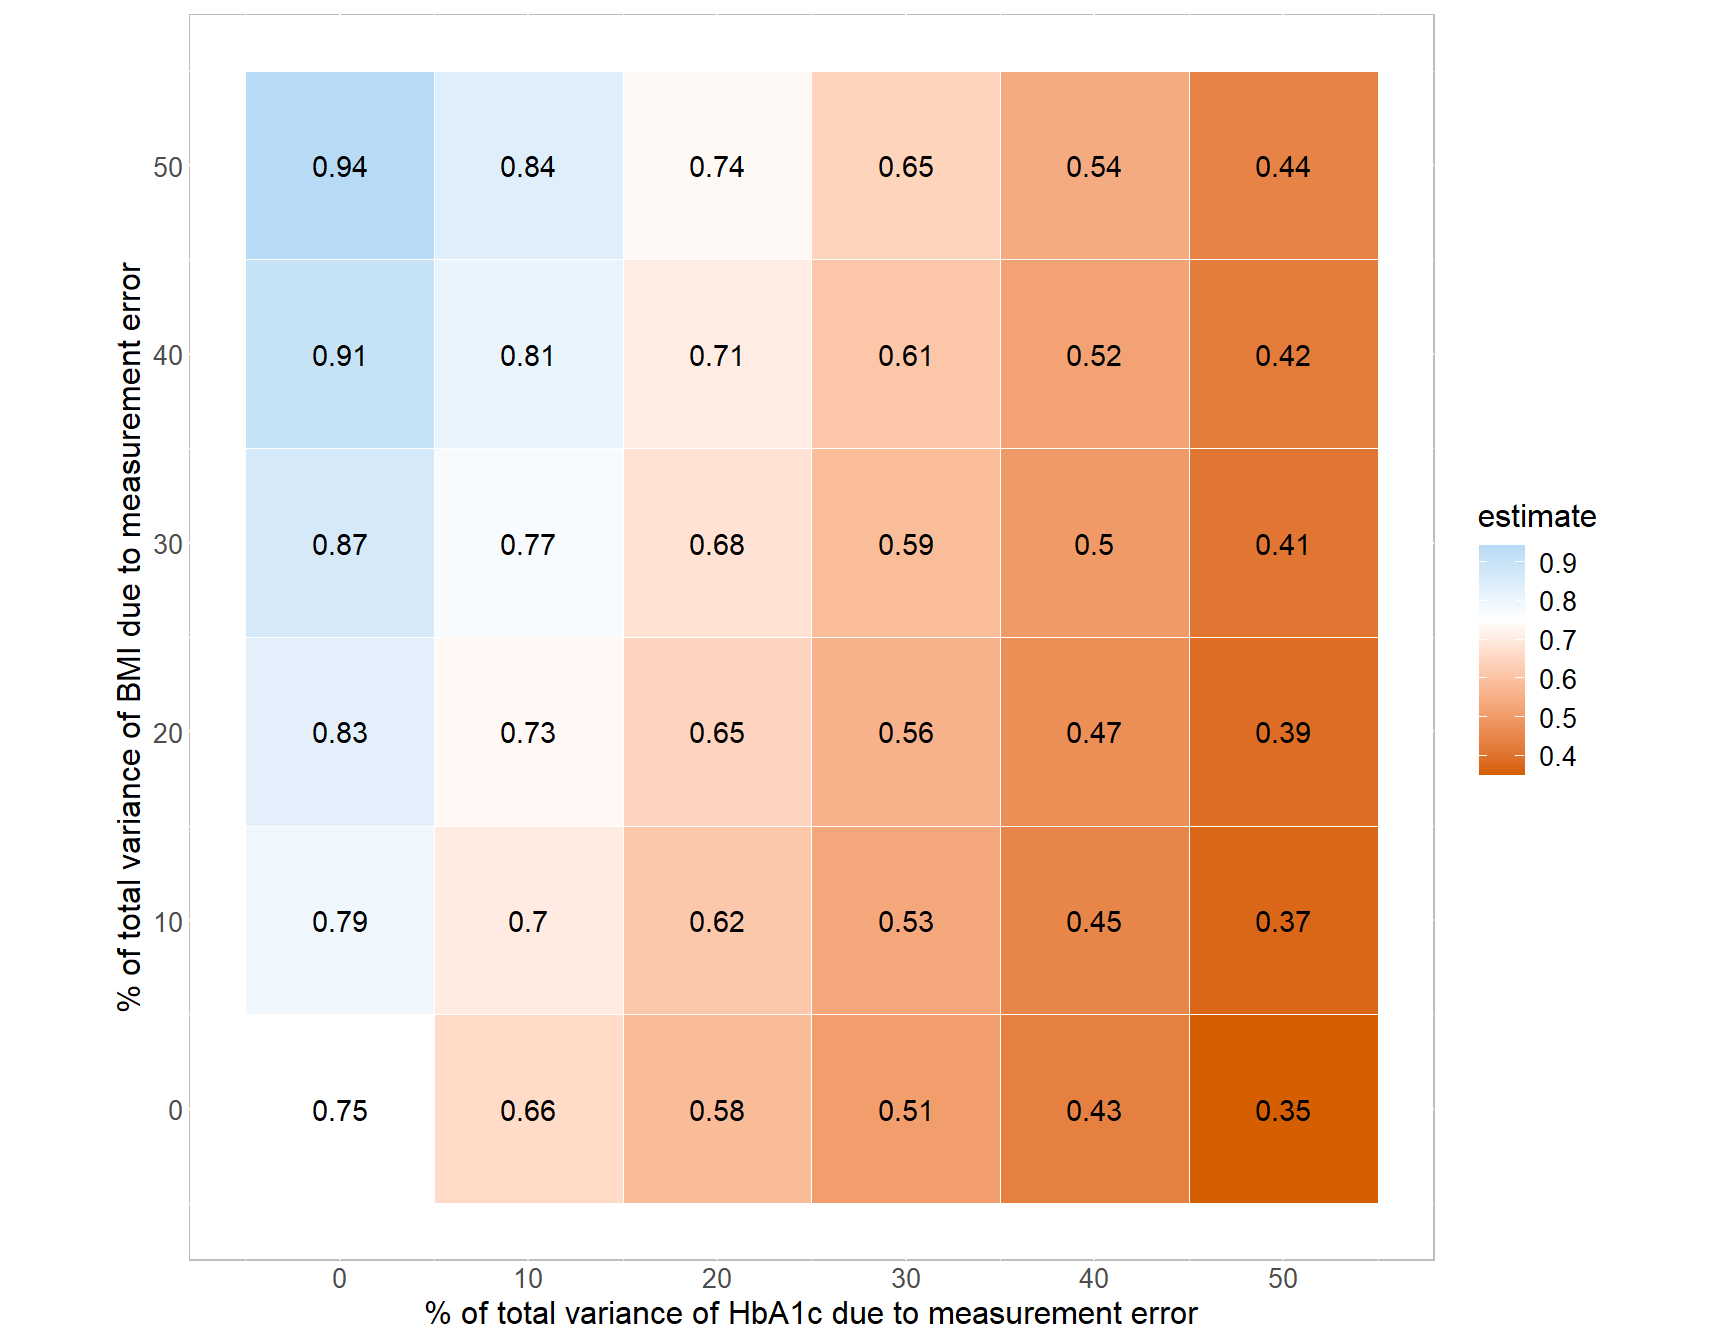 % of total variance of BMI due to measurement error
50 0.94 0.84 0.74 0.65 0.54 0.44
40 0.91 0.81 0.71 0.61 0.52 0.42
30 0.87 0.77 0.68 0.59 0.5 0.41
20 0.83 0.73 0.65 0.56 0.47 0.39
10 0.79 0.7 0.62 0.53 0.45 0.37
0 0.75 0.66 0.58 0.51 0.43 0.35
0 10 20 30 40 50
% of total variance of HbA1c due to measurement error
estimate
0.9
0.8
0.7
0.6
0.5
0.4